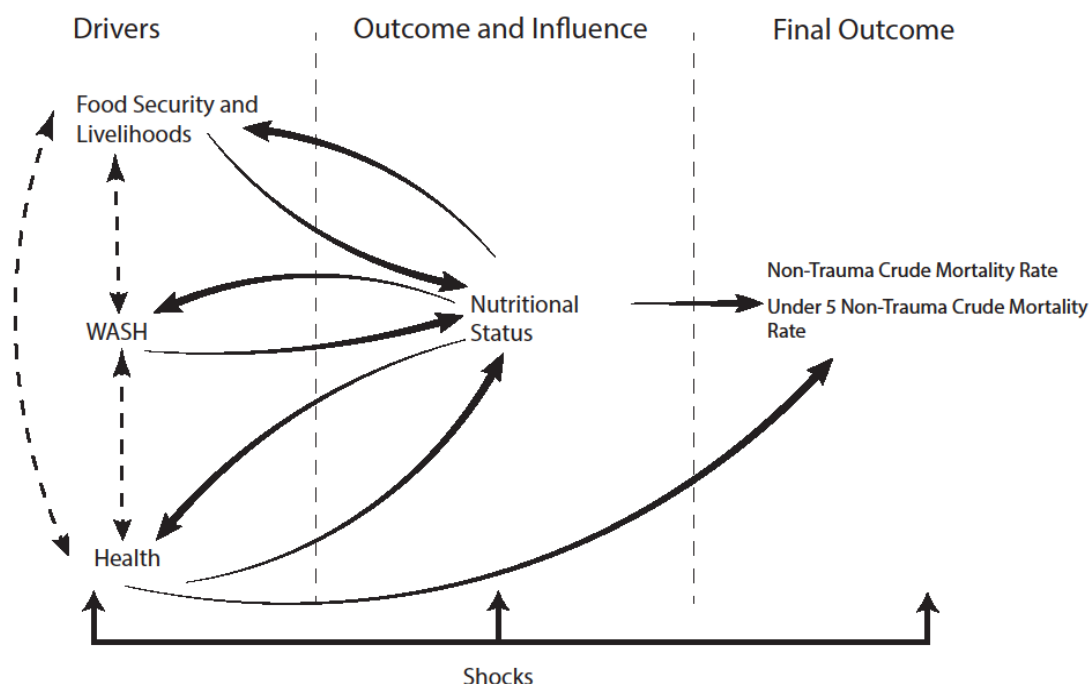 Drivers
Outcome and Influence
Final Outcome
Food Security and
Livelihoods
WASH
Health
Nutritional
Status
Non-Trauma Crude Mortality Rate
Under 5 Non-Trauma Crude Mortality
Rate
Shocks